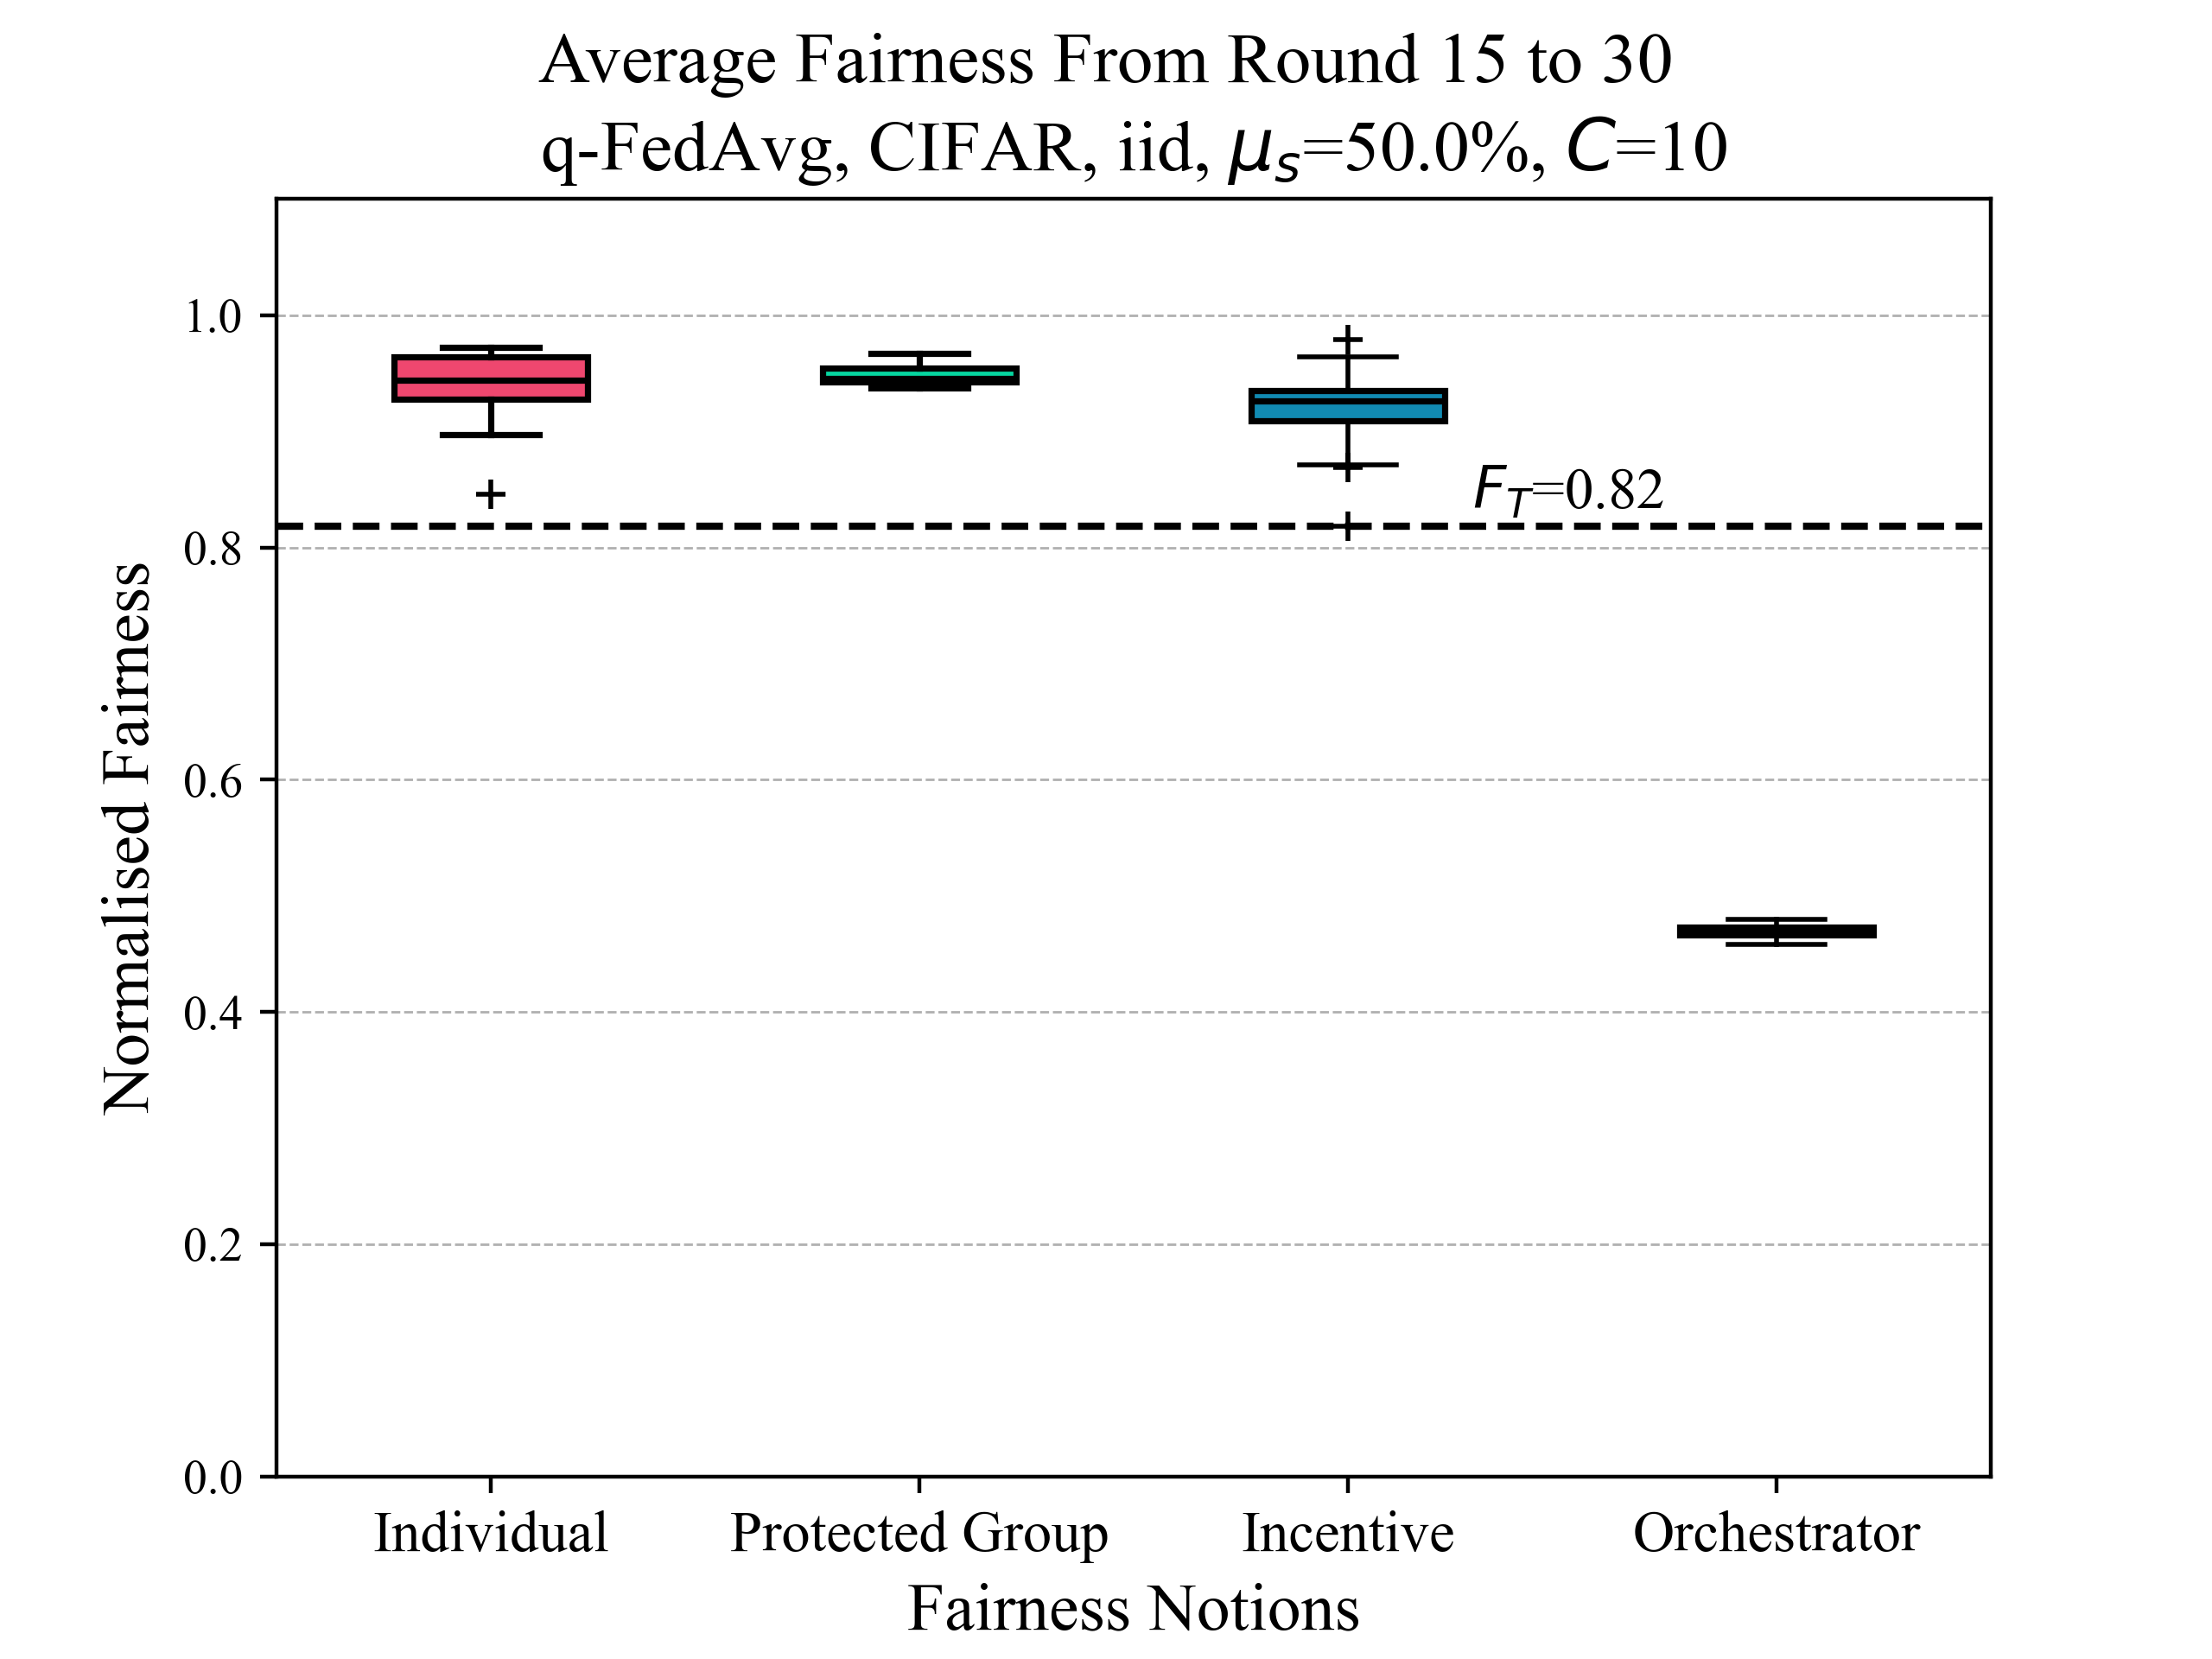 Average Fairness From Round 15 to 30
q-FedAvg, CIFAR, iid, μs=50.0%, C=10
1.0
0.8
0.6
0.4
0.2
0.0
Normalised Fairness
FT=0.82
Individual
Protected Group
Incentive
Orchestrator
Fairness Notions